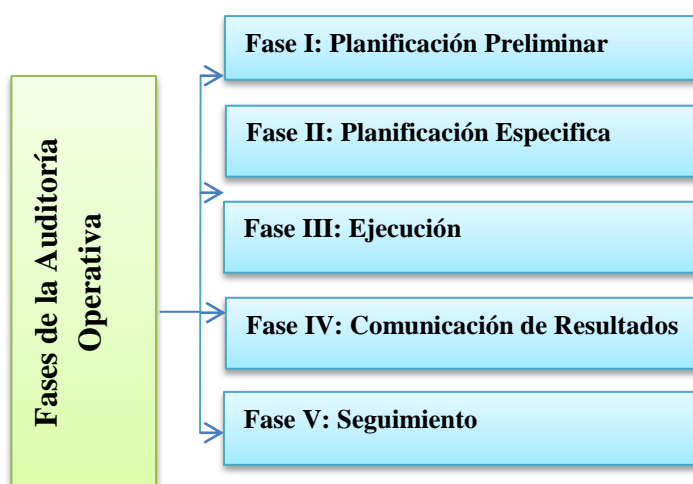 Fases de la Auditoría
Operativa
Fase I: Planificación Preliminar
Fase II: Planificación Especifica
Fase III: Ejecución
Fase IV: Comunicación de Resultados
Fase V: Seguimiento